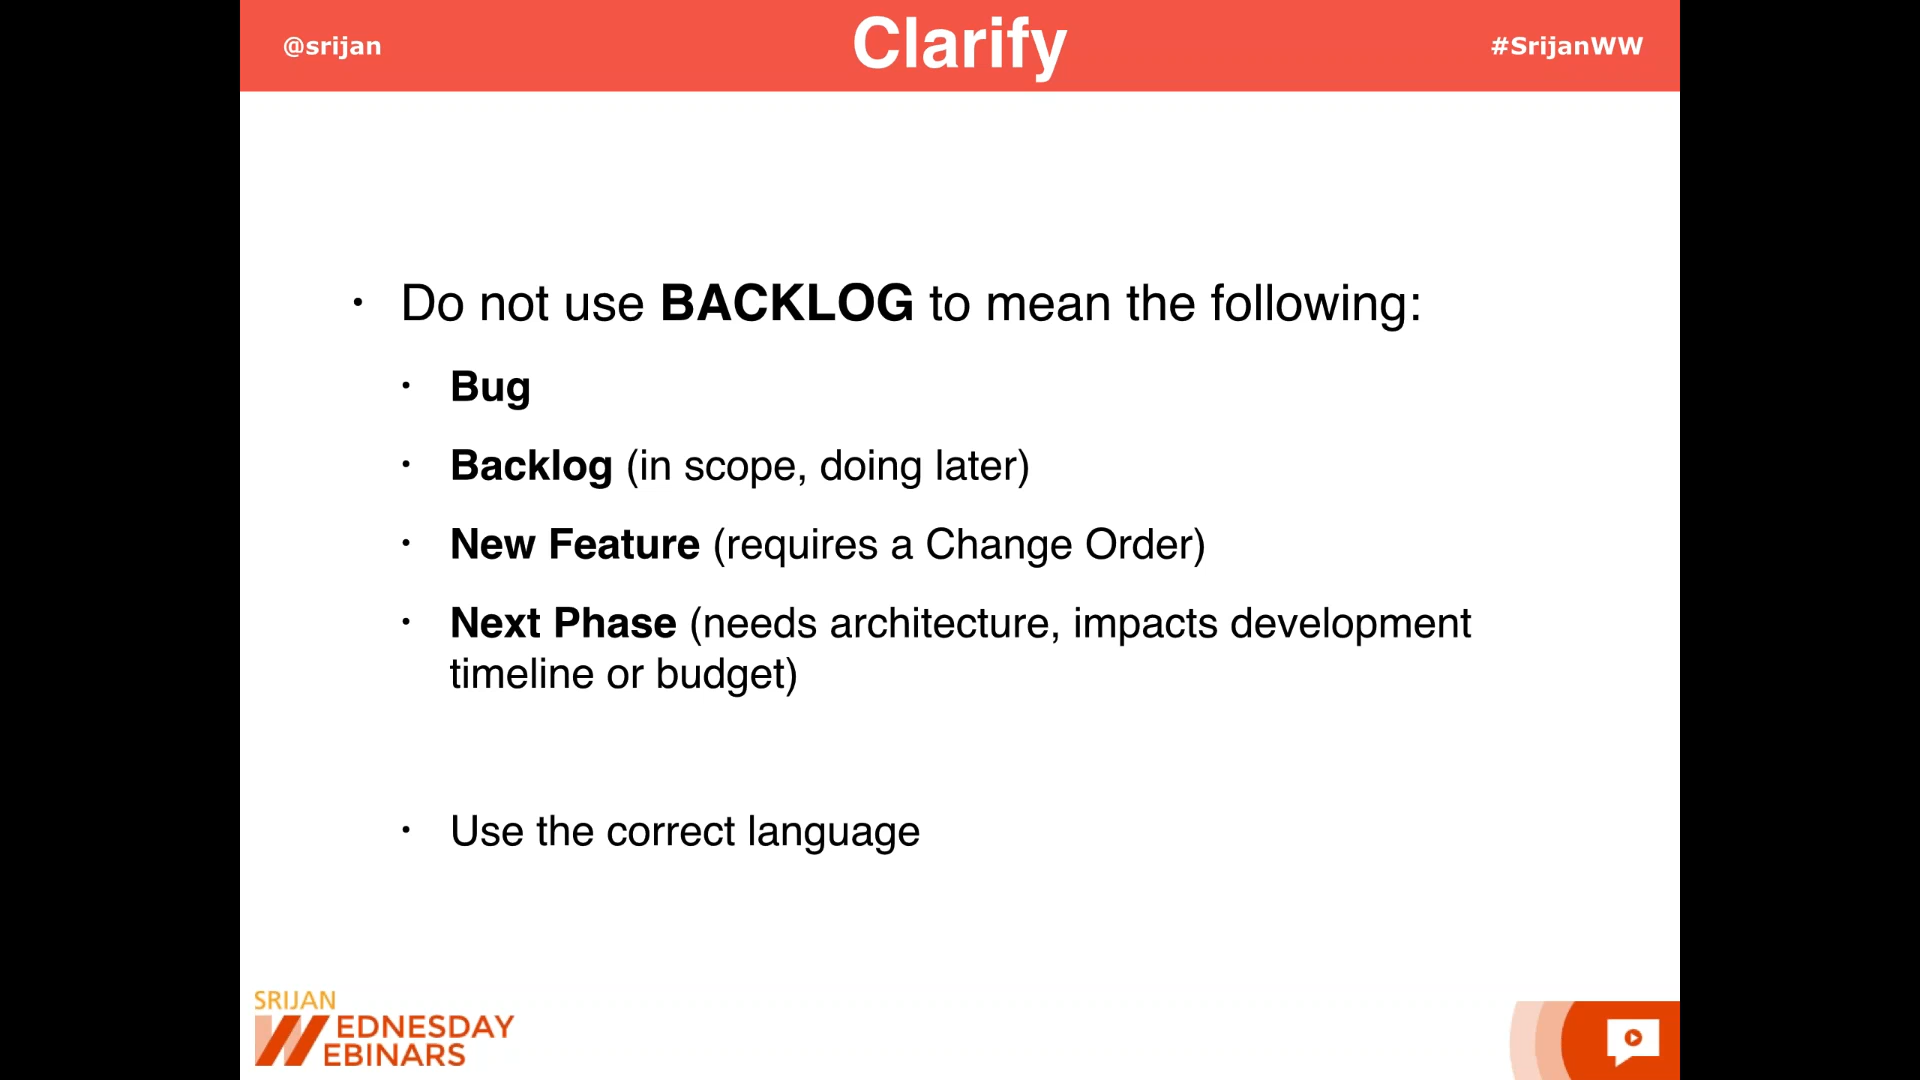 @srijan
Clarify
#SrijanWW
• Do not use BACKLOG to mean the following:
• Bug
• Backlog (in scope, doing later)
• New Feature (requires a Change Order)
• Next Phase (needs architecture, impacts development
timeline or budget)
• Use the correct language
SRIJAN
WEDNESDAY
WEBINARS